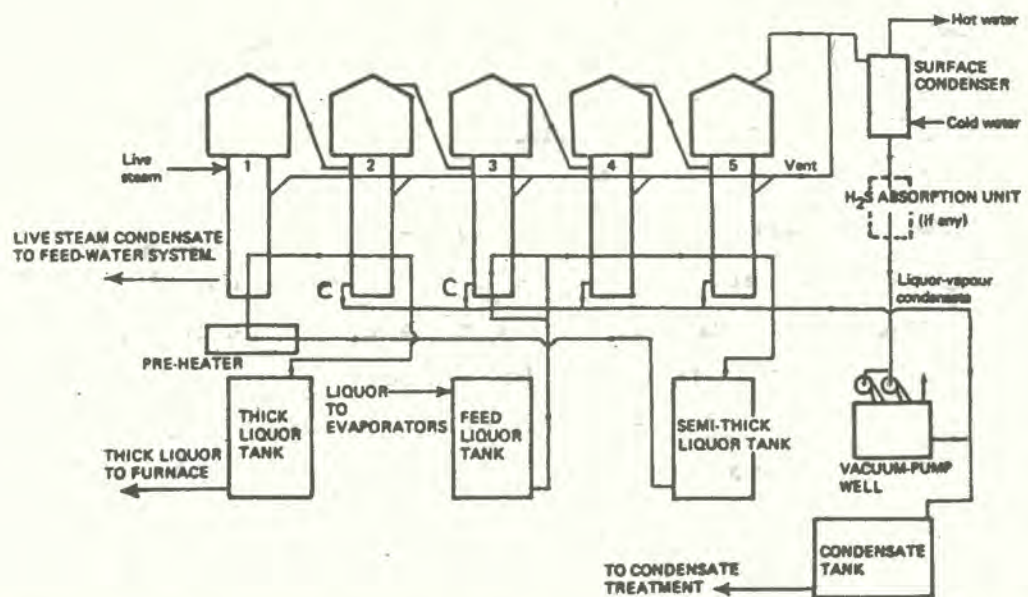 Hot water
SURFACE
CONDENSER
Cold water
Live
steam
1
2
3
4
5
Vent
H₂S ABSORPTION UNIT
(if any)
LIVE STEAM CONDENSATE
TO FEED-WATER SYSTEM.
C
C
Liquor-vapour
condensate
PRE-HEATER
THICK
LIQUOR
TANK
LIQUOR
TO
EVAPORATORS
FEED
LIQUOR
TANK
SEMI-THICK
LIQUOR TANK
THICK LIQUOR
TO FURNACE
VACUUM-PUMP
WELL
CONDENSATE
TANK
TO CONDENSATE
TREATMENT